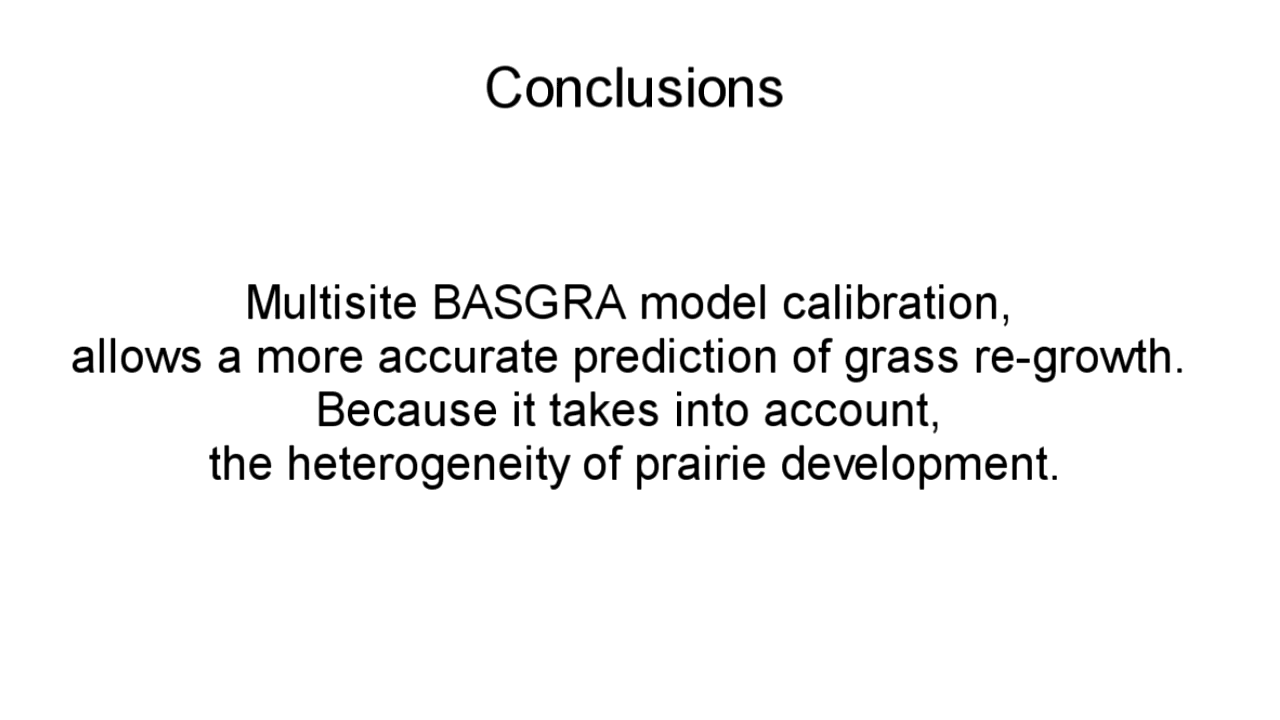 Conclusions
Multisite BASGRA model calibration,
allows a more accurate prediction of grass re-growth.
Because it takes into account,
the heterogeneity of prairie development.